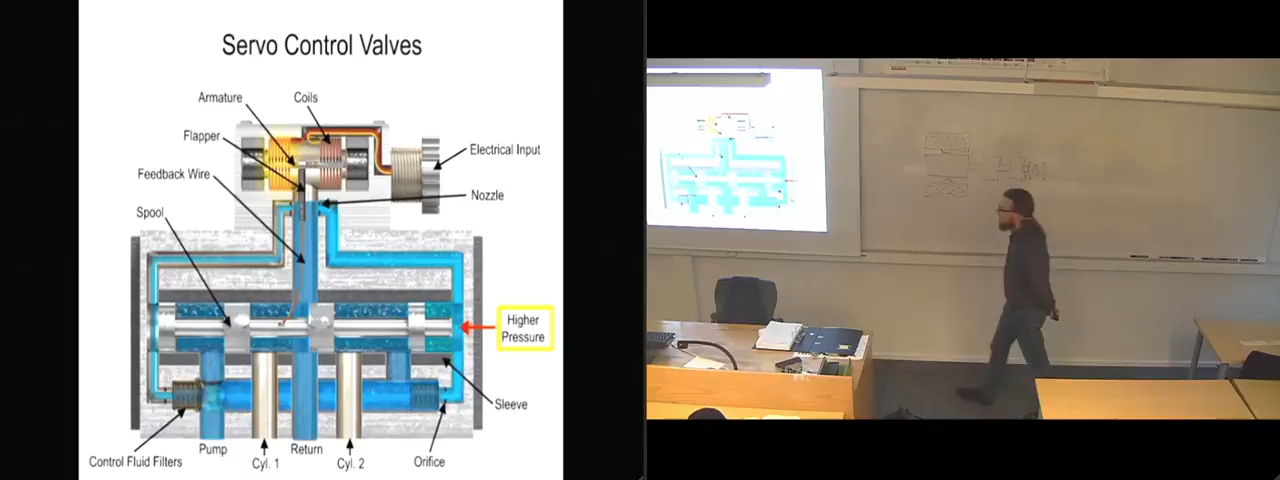 Servo Control Valves
Armature
Coils
Flapper
Electrical Input
Feedback Wire
Nozzle
Spool
Higher
Pressure
Sleeve
Pump
Return
Control Fluid Filters
Cyl. 1
Cyl. 2
Orifice